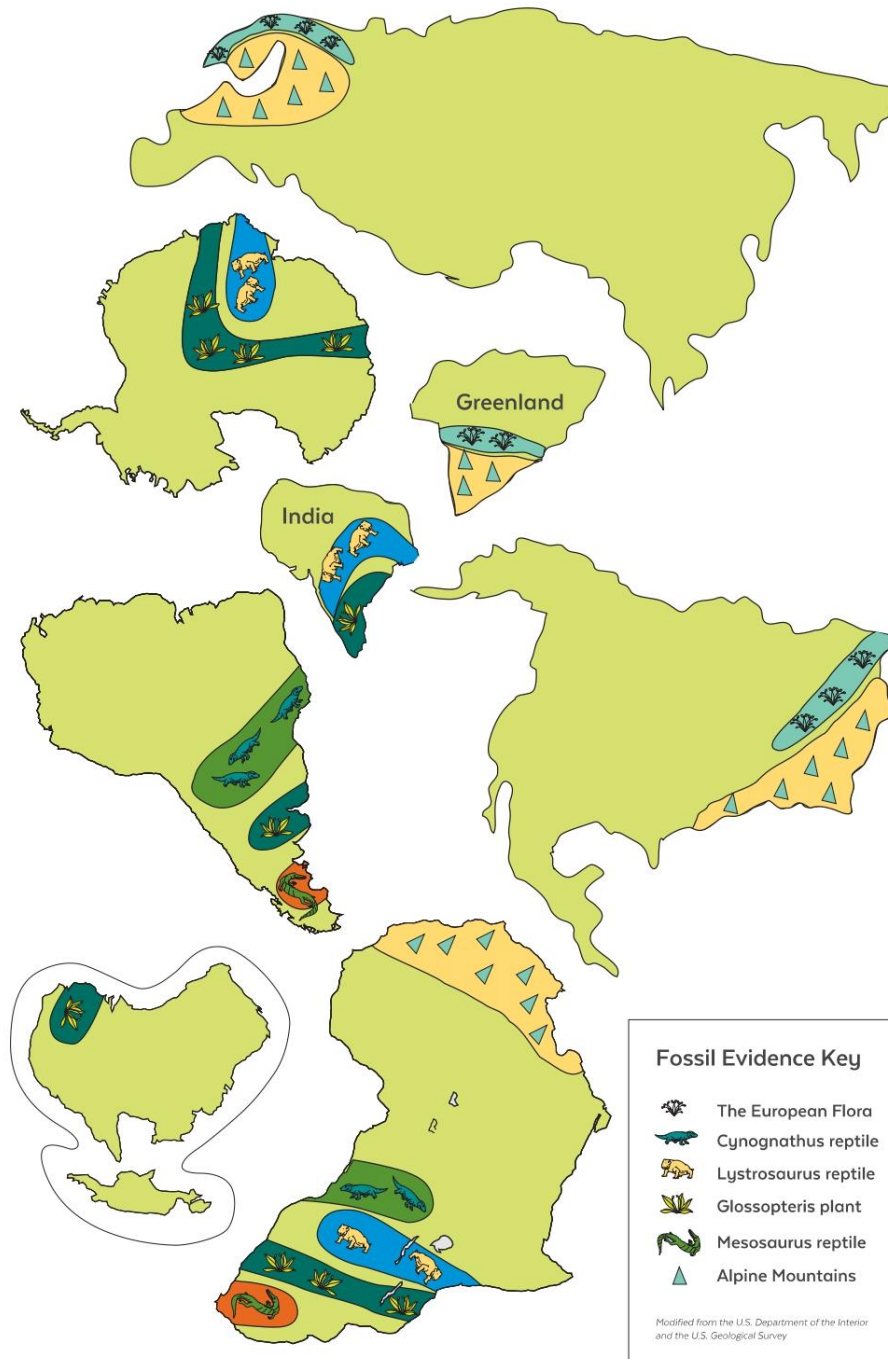 Greenland
India
Fossil Evidence Key
The European Flora
Cynognathus reptile
Lystrosaurus reptile
Glossopteris plant
Mesosaurus reptile
Alpine Mountains
Modified from the U.S. Department of the Interior
and the U.S. Geological Survey